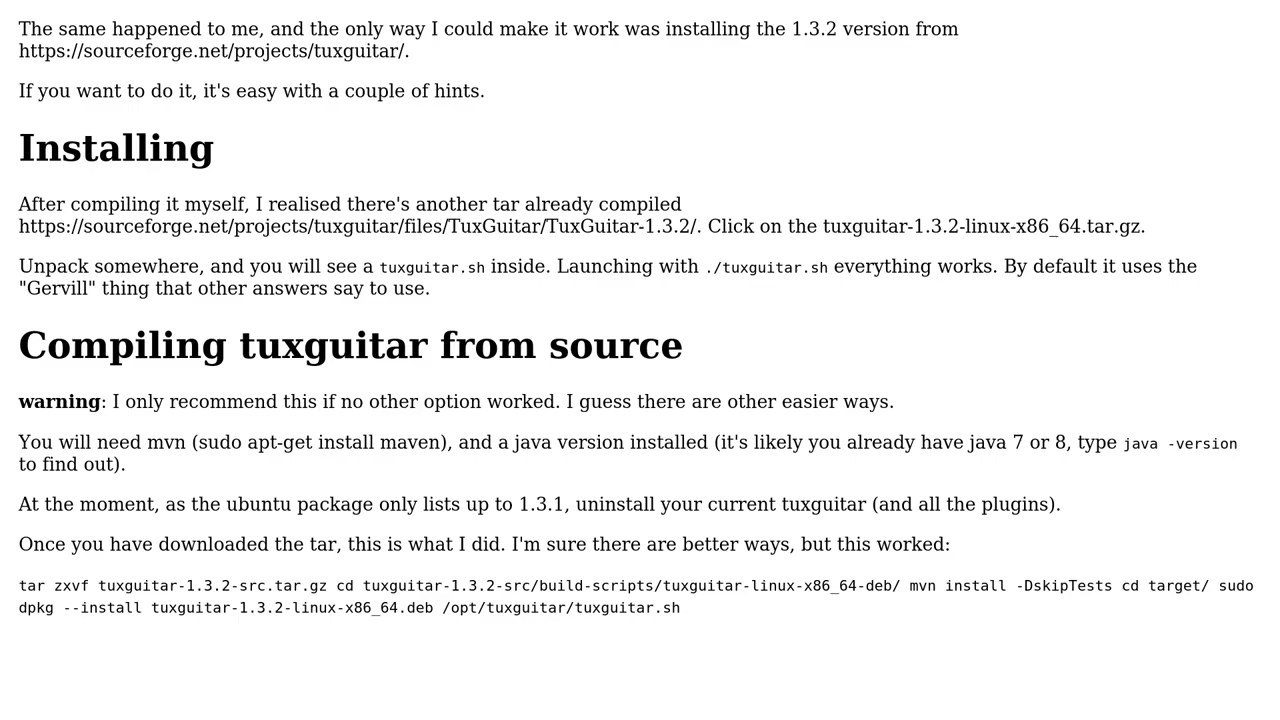 The same happened to me, and the only way I could make it work was installing the 1.3.2 version from
https://sourceforge.net/projects/tuxguitar/.
If you want to do it, it's easy with a couple of hints.
Installing
After compiling it myself, I realised there's another tar already compiled
https://sourceforge.net/projects/tuxguitar/files/TuxGuitar/TuxGuitar-1.3.2/. Click on the tuxguitar-1.3.2-linux-x86_64.tar.gz.
Unpack somewhere, and you will see a tuxguitar.sh inside. Launching with ./tuxguitar.sh everything works. By default it uses the
"Gervill" thing that other answers say to use.
Compiling tuxguitar from source
warning: I only recommend this if no other option worked. I guess there are other easier ways.
You will need mvn (sudo apt-get install maven), and a java version installed (it's likely you already have java 7 or 8, type java -version
to find out).
At the moment, as the ubuntu package only lists up to 1.3.1, uninstall your current tuxguitar (and all the plugins).
Once you have downloaded the tar, this is what I did. I'm sure there are better ways, but this worked:
tar zxvf tuxguitar-1.3.2-src.tar.gz cd tuxguitar-1.3.2-src/build-scripts/tuxguitar-linux-x86_64-deb/ mvn install -DskipTests cd target/ sudo
dpkg --install tuxguitar-1.3.2-linux-x86_64.deb /opt/tuxguitar/tuxguitar.sh